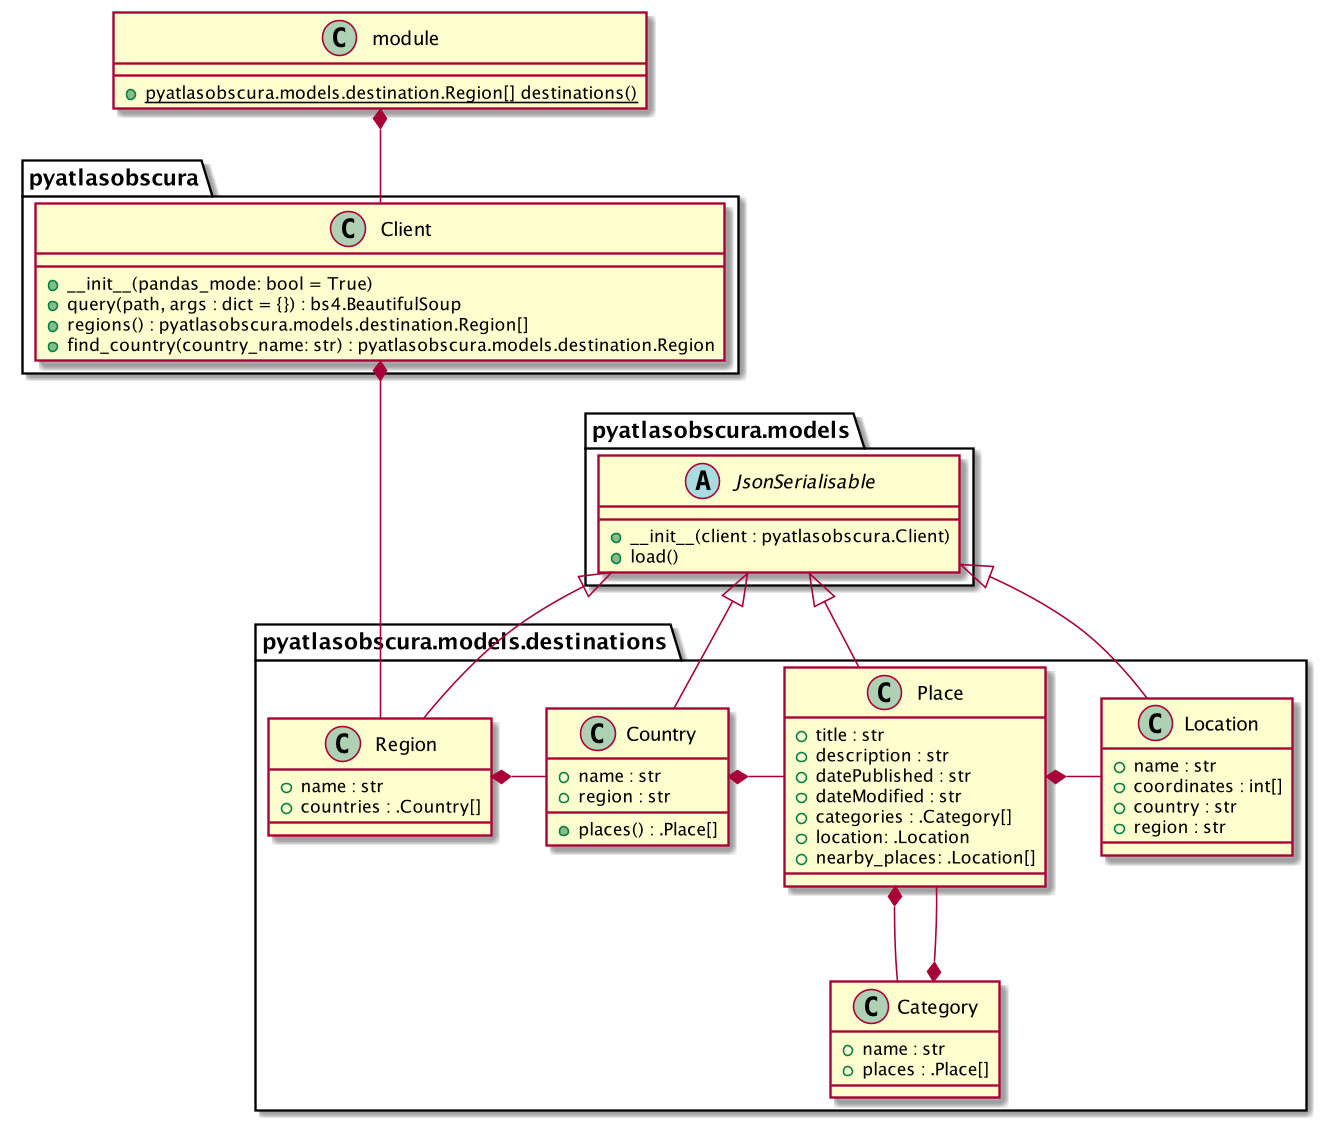 C module
pyatlasobscura.models.destination.Region[] destinations()
pyatlasobscura
C Client
__init__(pandas_mode: bool = True)
query(path, args : dict = {}) : bs4.BeautifulSoup
regions() : pyatlasobscura.models.destination.Region[]
find_country(country_name: str) : pyatlasobscura.models.destination.Region
pyatlasobscura.models
A JsonSerialisable
__init__(client : pyatlasobscura.Client)
load()
pyatlasobscura.models.destinations
C Region
name : str
countries : .Country[]
C Country
name : str
region : str
places() : .Place[]
C Place
title : str
description : str
datePublished : str
dateModified : str
categories : .Category[]
location: .Location
nearby_places: .Location[]
C Location
name : str
coordinates : int[]
country : str
region : str
C Category
name : str
places : .Place[]